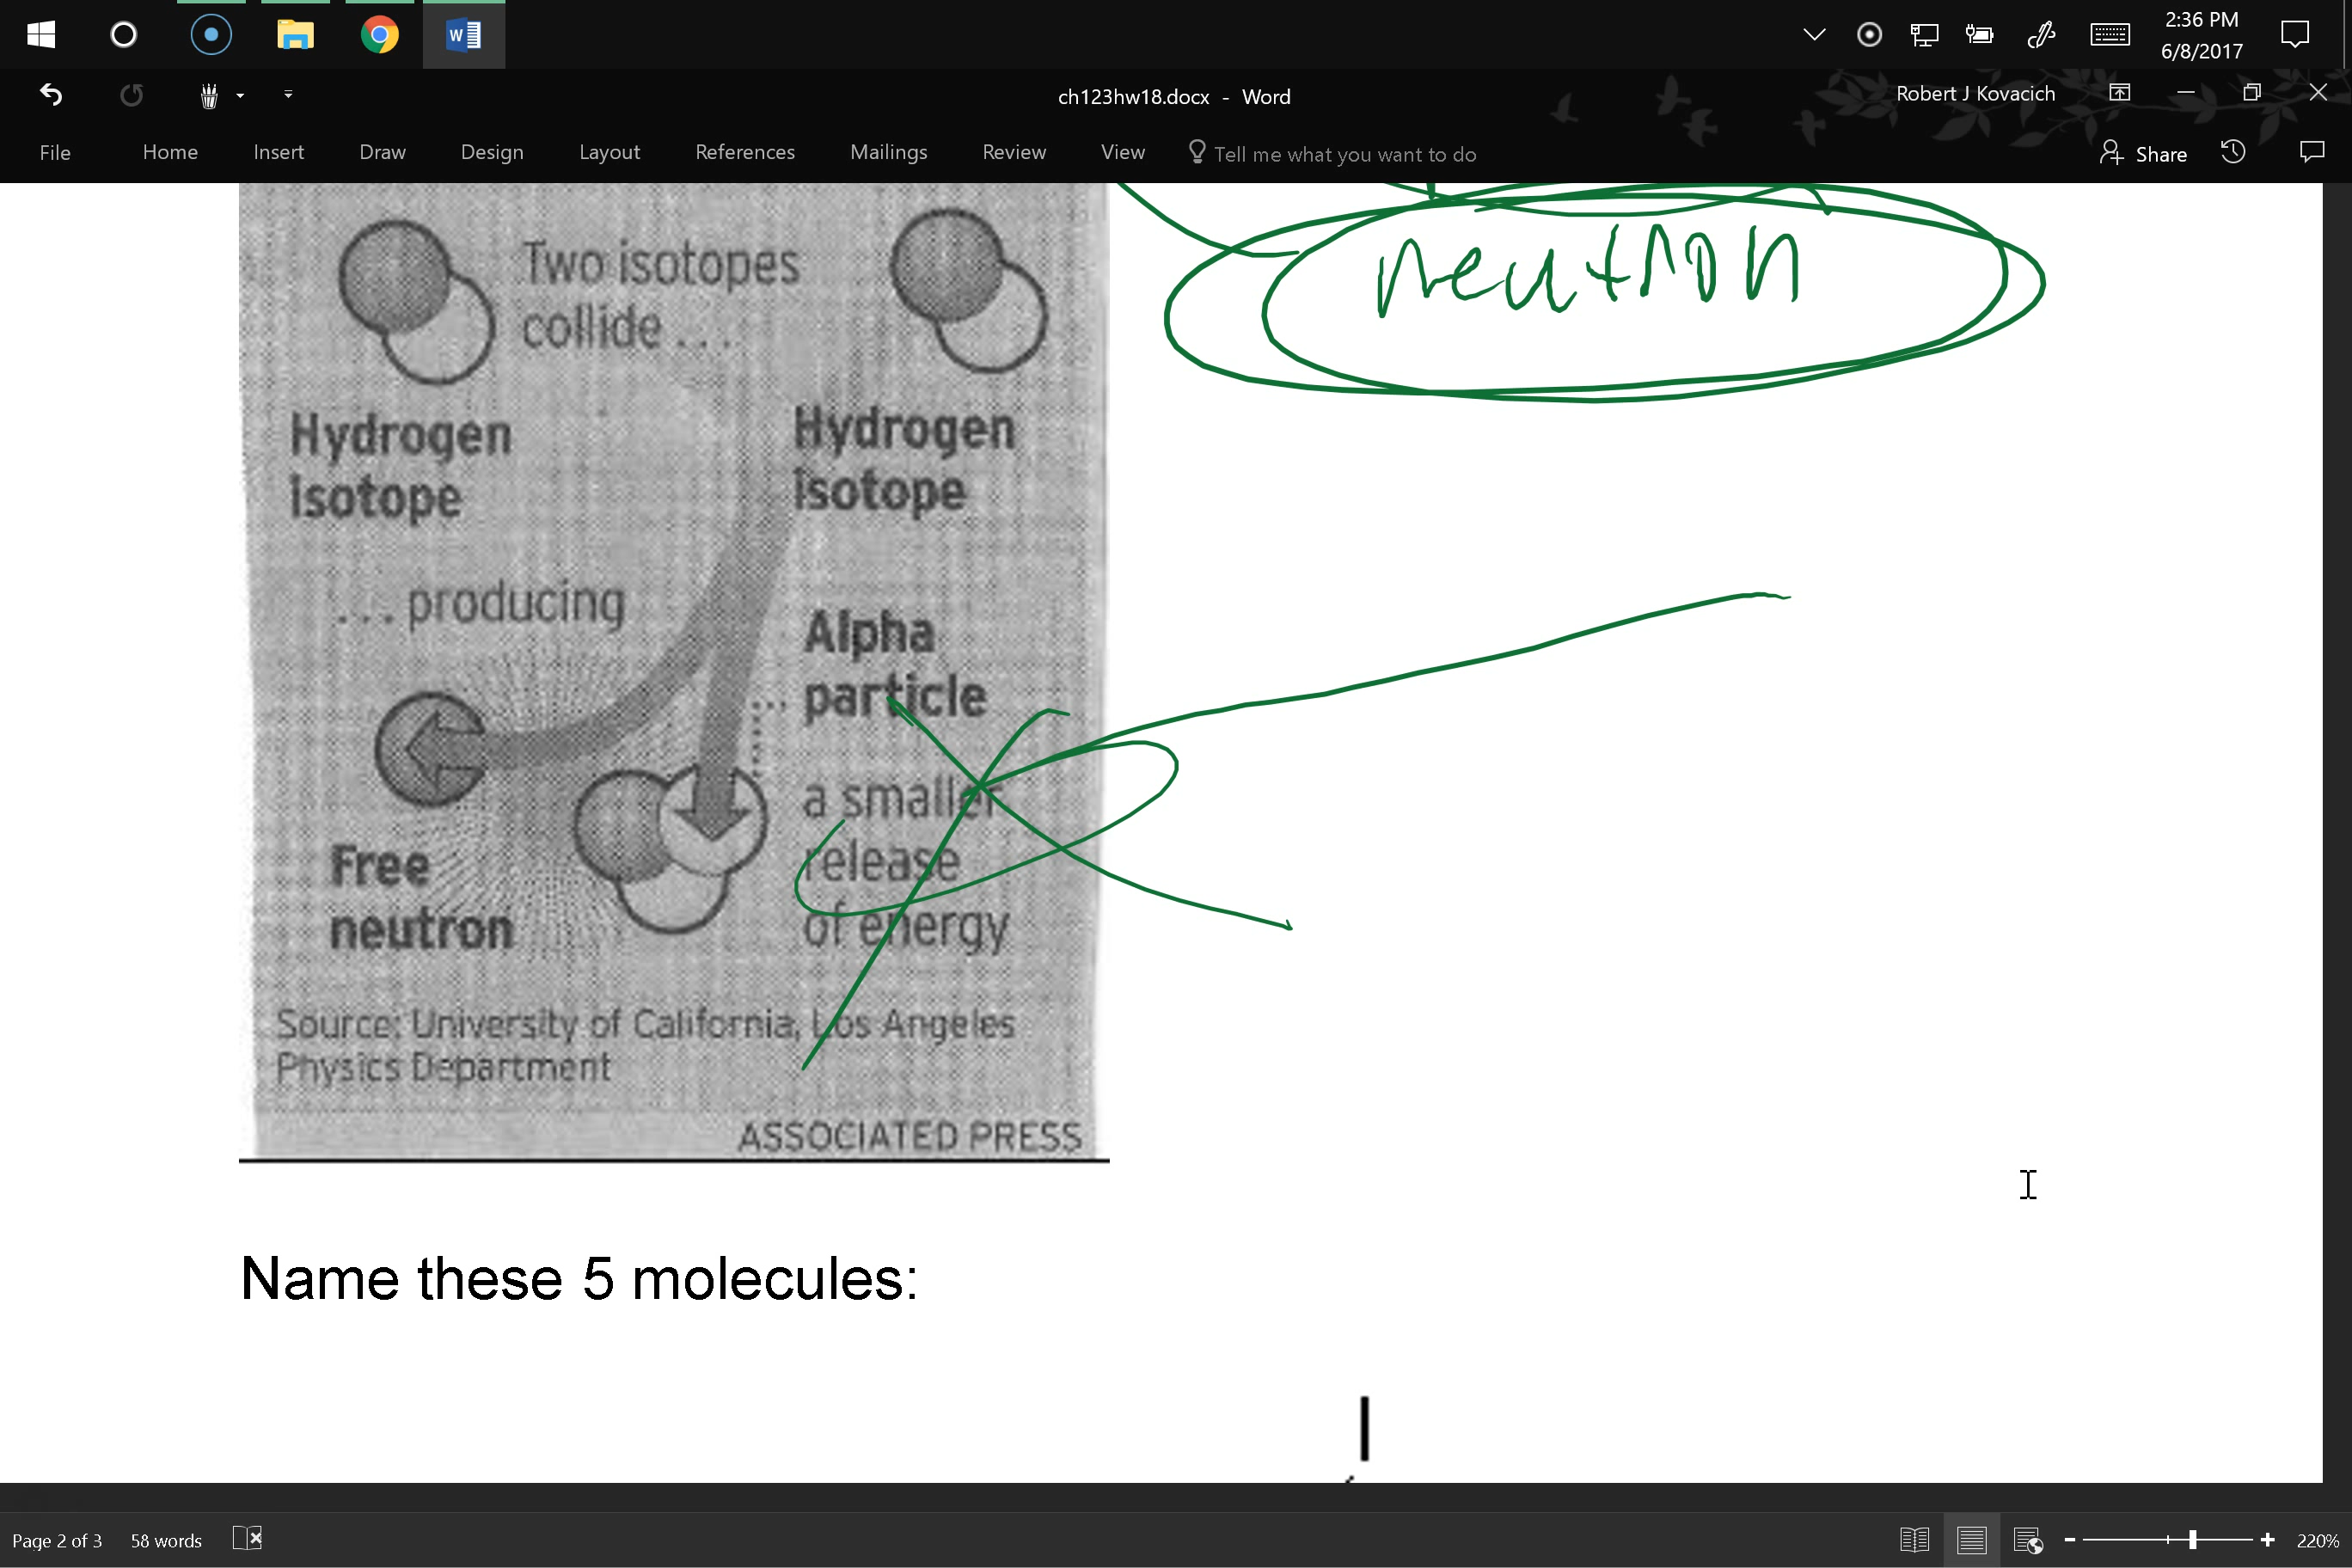 2:36 PM
6/8/2017
ch123hw18.docx - Word
Robert J Kovacich
File Home Insert Draw Design Layout References Mailings Review View Tell me what you want to do Share
neutron
Two isotopes
collide . . .
Hydrogen
isotope
Hydrogen
isotope
. . . producing
Alpha
particle
a smaller
release
of energy
Free
neutron
Source: University of California, Los Angeles
Physics Department
ASSOCIATED PRESS
Name these 5 molecules:
Page 2 of 3 58 words 220%